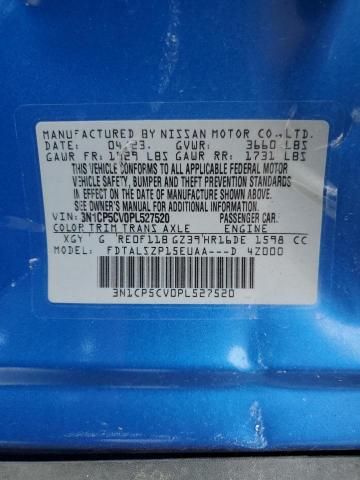 MANUFACTURED BY NISSAN MOTOR CO., LTD.
DATE: 04/23. GVWR: 3660 LBS
GAWR FR: 1929 LBS GAWR RR: 1731 LBS
THIS VEHICLE CONFORMS TO ALL APPLICABLE FEDERAL MOTOR
VEHICLE SAFETY, BUMPER AND THEFT PREVENTION STANDARDS
IN EFFECT ON THE DATE OF MANUFACTURE SHOWN ABOVE.
SEE OWNER'S MANUAL FOR ADDITIONAL INFORMATION.
VIN: 3N1CP5CV0PL527520 PASSENGER CAR.
COLOR TRIM TRANS AXLE ENGINE
XGY G RE0F11B GZ39 HR16DE 1598 CC
MODEL: FDTALSZP15EUAA---D 4Z000
3N1CP5CV0PL527520